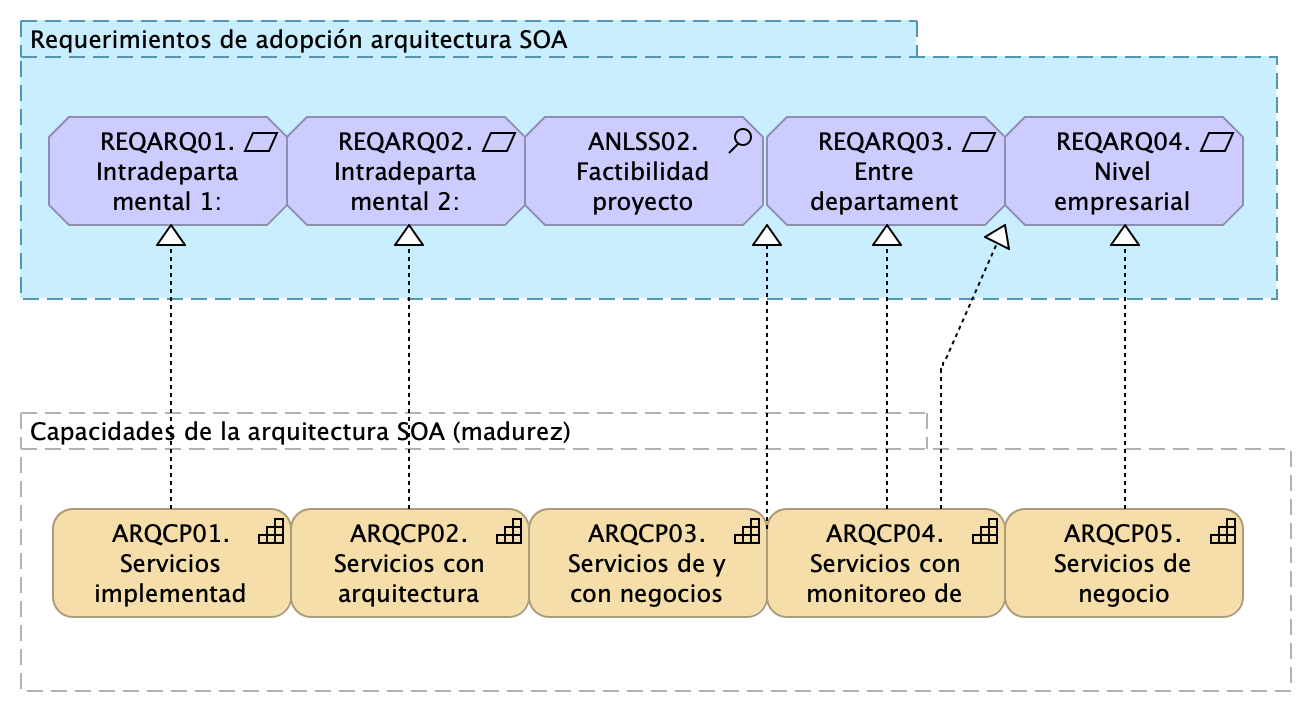 Requerimientos de adopción arquitectura SOA
REQARQ01.
Intradeparta
mental 1:
REQARQ02.
Intradeparta
mental 2:
ANLSS02.
Factibilidad
proyecto
REQARQ03.
Entre
departament
REQARQ04.
Nivel
empresarial
Capacidades de la arquitectura SOA (madurez)
ARQCP01.
Servicios
implementad
ARQCP02.
Servicios con
arquitectura
ARQCP03.
Servicios de y
con negocios
ARQCP04.
Servicios con
monitoreo de
ARQCP05.
Servicios de
negocio